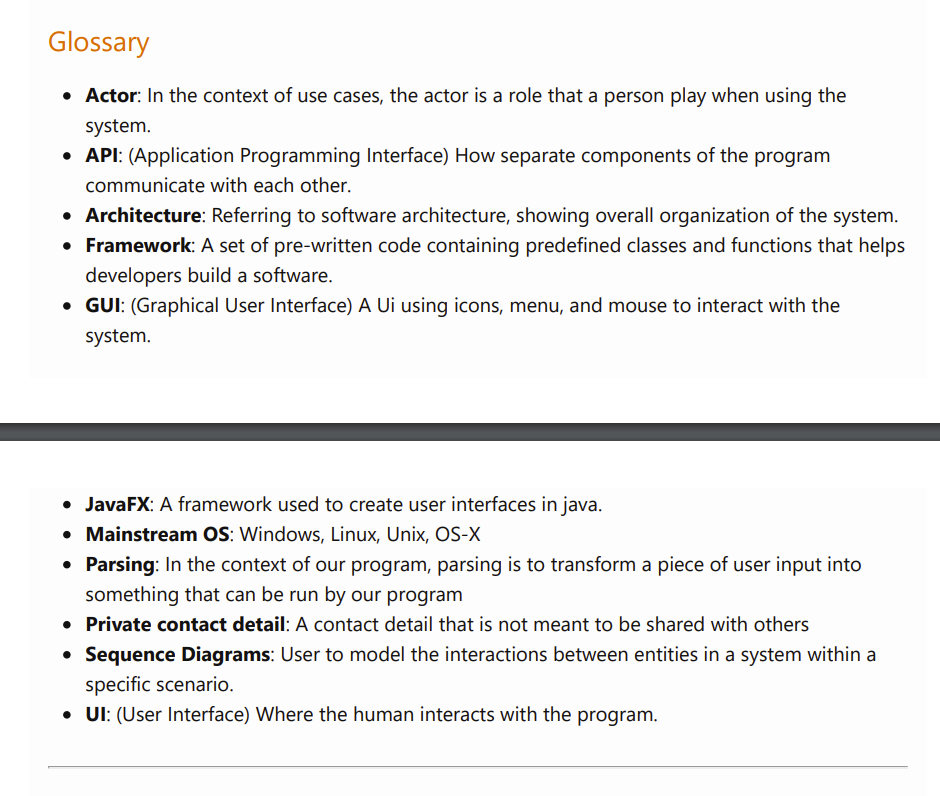 Glossary
Actor: In the context of use cases, the actor is a role that a person play when using the
system.
API: (Application Programming Interface) How separate components of the program
communicate with each other.
Architecture: Referring to software architecture, showing overall organization of the system.
Framework: A set of pre-written code containing predefined classes and functions that helps
developers build a software.
GUI: (Graphical User Interface) A Ui using icons, menu, and mouse to interact with the
system.
JavaFX: A framework used to create user interfaces in java.
Mainstream OS: Windows, Linux, Unix, OS-X
Parsing: In the context of our program, parsing is to transform a piece of user input into
something that can be run by our program
Private contact detail: A contact detail that is not meant to be shared with others
Sequence Diagrams: User to model the interactions between entities in a system within a
specific scenario.
UI: (User Interface) Where the human interacts with the program.